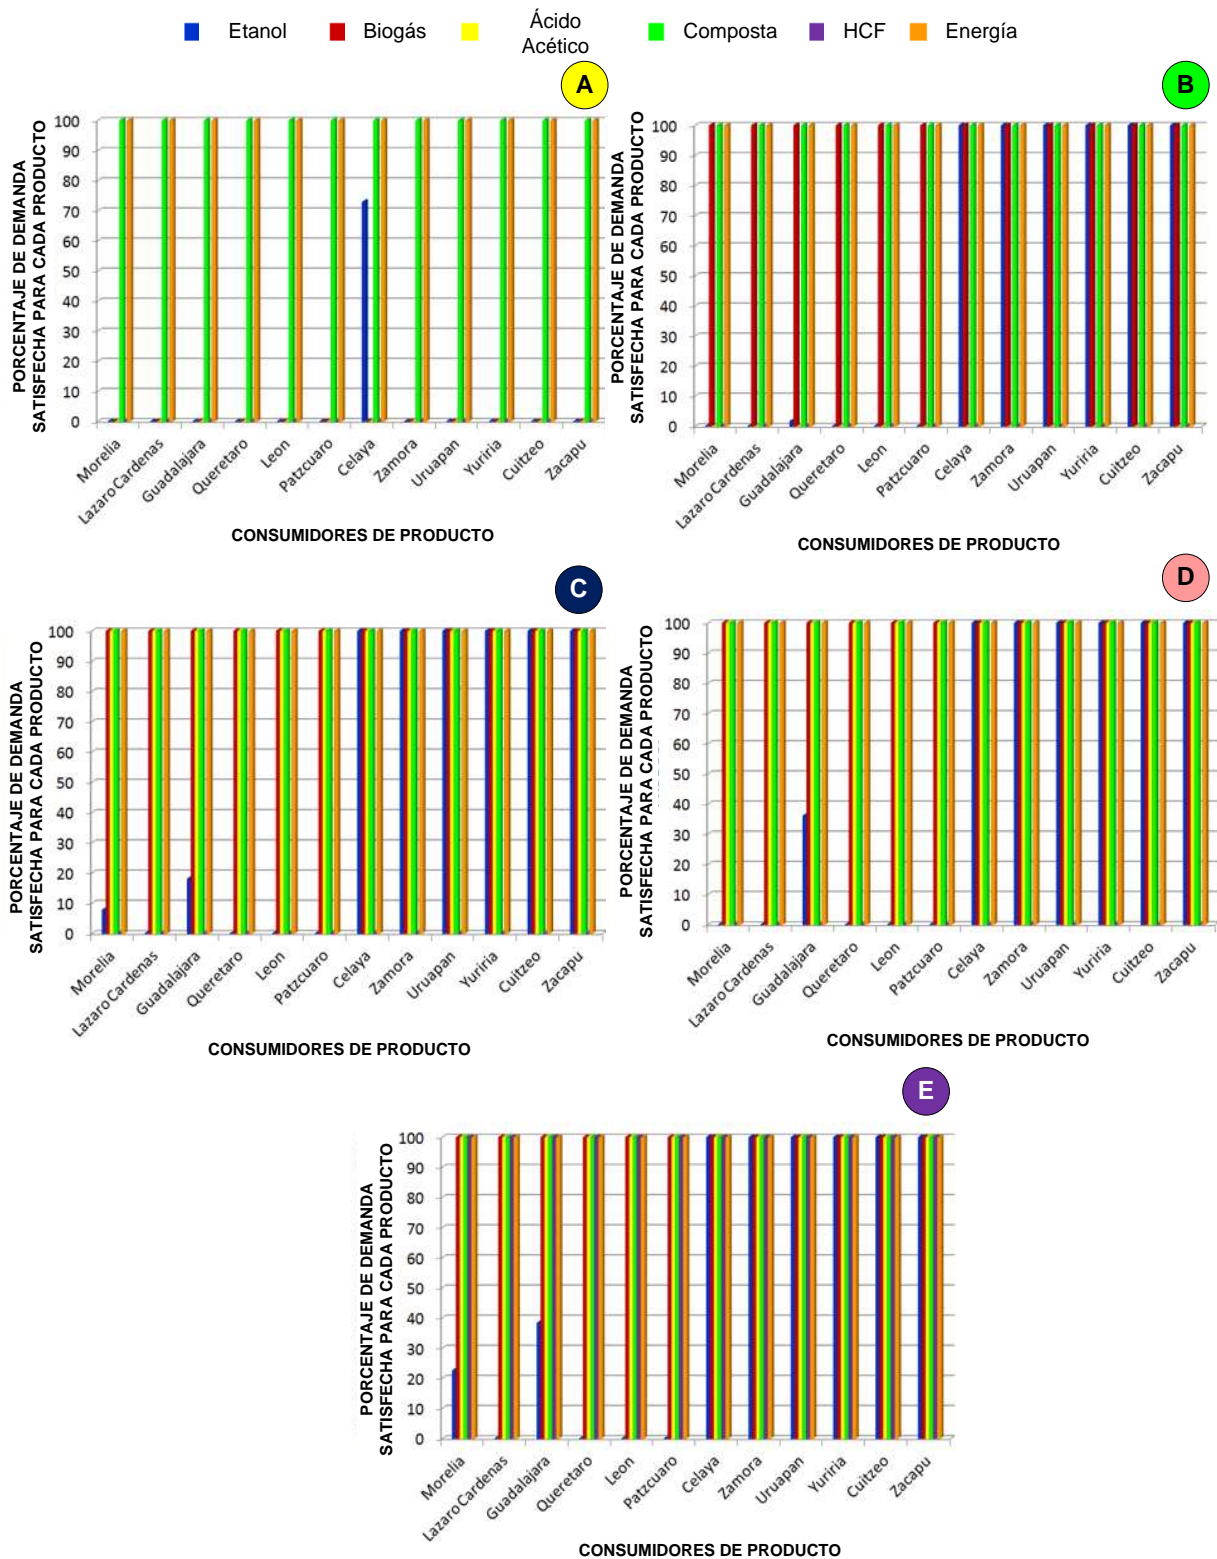 Etanol
Biogás
Ácido
Acético
Composta
HCF
Energía
A
PORCENTAJE DE DEMANDA
SATISFECHA PARA CADA PRODUCTO
100
90
80
70
60
50
40
30
20
10
0
Morelia
Lazaro Cardenas
Guadalajara
Queretaro
Leon
Patzcuaro
Celaya
Zamora
Uruapan
Yuriria
Cuitzeo
Zacapu
CONSUMIDORES DE PRODUCTO
B
PORCENTAJE DE DEMANDA
SATISFECHA PARA CADA PRODUCTO
100
90
80
70
60
50
40
30
20
10
0
Morelia
Lazaro Cardenas
Guadalajara
Queretaro
Leon
Patzcuaro
Celaya
Zamora
Uruapan
Yuriria
Cuitzeo
Zacapu
CONSUMIDORES DE PRODUCTO
C
PORCENTAJE DE DEMANDA
SATISFECHA PARA CADA PRODUCTO
100
90
80
70
60
50
40
30
20
10
0
Morelia
Lazaro Cardenas
Guadalajara
Queretaro
Leon
Patzcuaro
Celaya
Zamora
Uruapan
Yuriria
Cuitzeo
Zacapu
CONSUMIDORES DE PRODUCTO
D
PORCENTAJE DE DEMANDA
SATISFECHA PARA CADA PRODUCTO
100
90
80
70
60
50
40
30
20
10
0
Morelia
Lazaro Cardenas
Guadalajara
Queretaro
Leon
Patzcuaro
Celaya
Zamora
Uruapan
Yuriria
Cuitzeo
Zacapu
CONSUMIDORES DE PRODUCTO
E
PORCENTAJE DE DEMANDA
SATISFECHA PARA CADA PRODUCTO
100
90
80
70
60
50
40
30
20
10
0
Morelia
Lazaro Cardenas
Guadalajara
Queretaro
Leon
Patzcuaro
Celaya
Zamora
Uruapan
Yuriria
Cuitzeo
Zacapu
CONSUMIDORES DE PRODUCTO